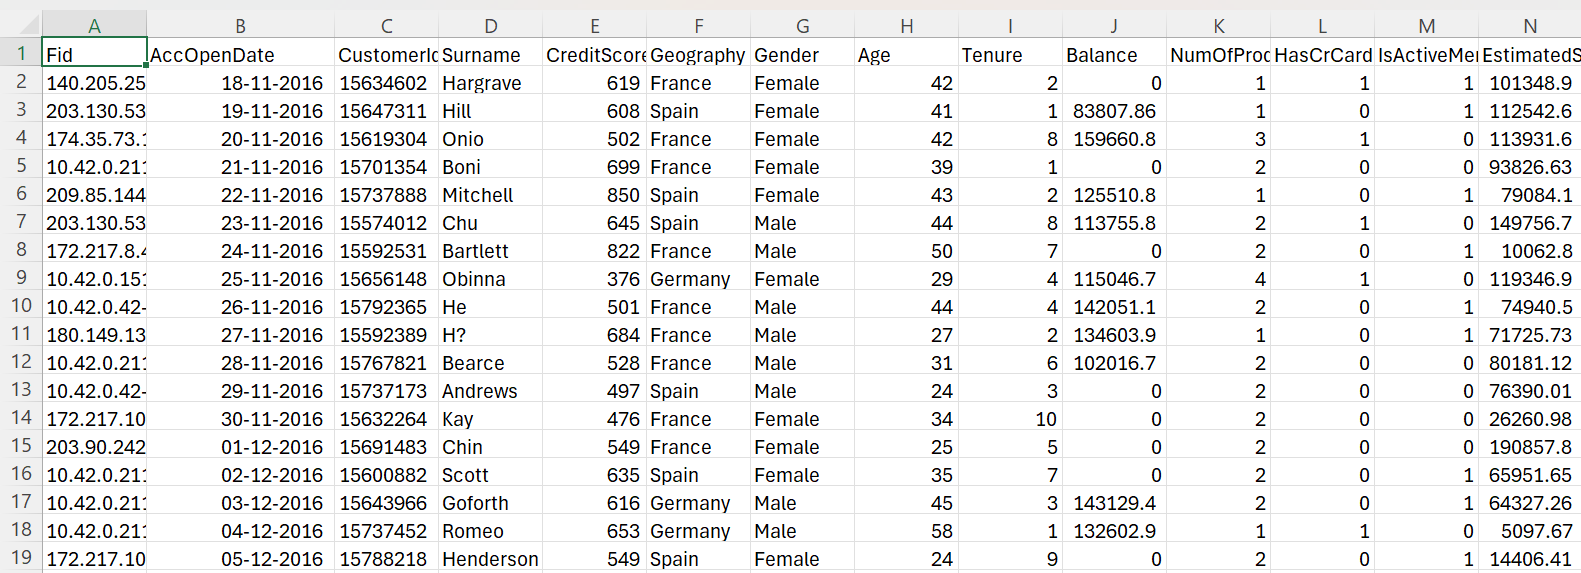 A B C D E F G H I J K L M N
1 Fid AccOpenDate CustomerId Surname CreditScore Geography Gender Age Tenure Balance NumOfProd HasCrCard IsActiveMe EstimatedS
2 140.205.25 18-11-2016 15634602 Hargrave 619 France Female 42 2 0 1 1 1 101348.9
3 203.130.53 19-11-2016 15647311 Hill 608 Spain Female 41 1 83807.86 1 0 1 112542.6
4 174.35.73.1 20-11-2016 15619304 Onio 502 France Female 42 8 159660.8 3 1 0 113931.6
5 10.42.0.211 21-11-2016 15701354 Boni 699 France Female 39 1 0 2 0 0 93826.63
6 209.85.144 22-11-2016 15737888 Mitchell 850 Spain Female 43 2 125510.8 1 0 1 79084.1
7 203.130.53 23-11-2016 15574012 Chu 645 Spain Male 44 8 113755.8 2 1 0 149756.7
8 172.217.8.4 24-11-2016 15592531 Bartlett 822 France Male 50 7 0 2 0 1 10062.8
9 10.42.0.151 25-11-2016 15656148 Obinna 376 Germany Female 29 4 115046.7 4 1 0 119346.9
10 10.42.0.42- 26-11-2016 15792365 He 501 France Male 44 4 142051.1 2 0 1 74940.5
11 180.149.13 27-11-2016 15592389 H? 684 France Male 27 2 134603.9 1 0 1 71725.73
12 10.42.0.211 28-11-2016 15767821 Bearce 528 France Male 31 6 102016.7 2 0 0 80181.12
13 10.42.0.42- 29-11-2016 15737173 Andrews 497 Spain Male 24 3 0 2 0 0 76390.01
14 172.217.10 30-11-2016 15632264 Kay 476 France Female 34 10 0 2 0 0 26260.98
15 203.90.242 01-12-2016 15691483 Chin 549 France Female 25 5 0 2 0 0 190857.8
16 10.42.0.211 02-12-2016 15600882 Scott 635 Spain Female 35 7 0 2 0 1 65951.65
17 10.42.0.211 03-12-2016 15643966 Goforth 616 Germany Male 45 3 143129.4 2 0 1 64327.26
18 10.42.0.211 04-12-2016 15737452 Romeo 653 Germany Male 58 1 132602.9 1 1 0 5097.67
19 172.217.10 05-12-2016 15788218 Henderson 549 Spain Female 24 9 0 2 0 1 14406.41